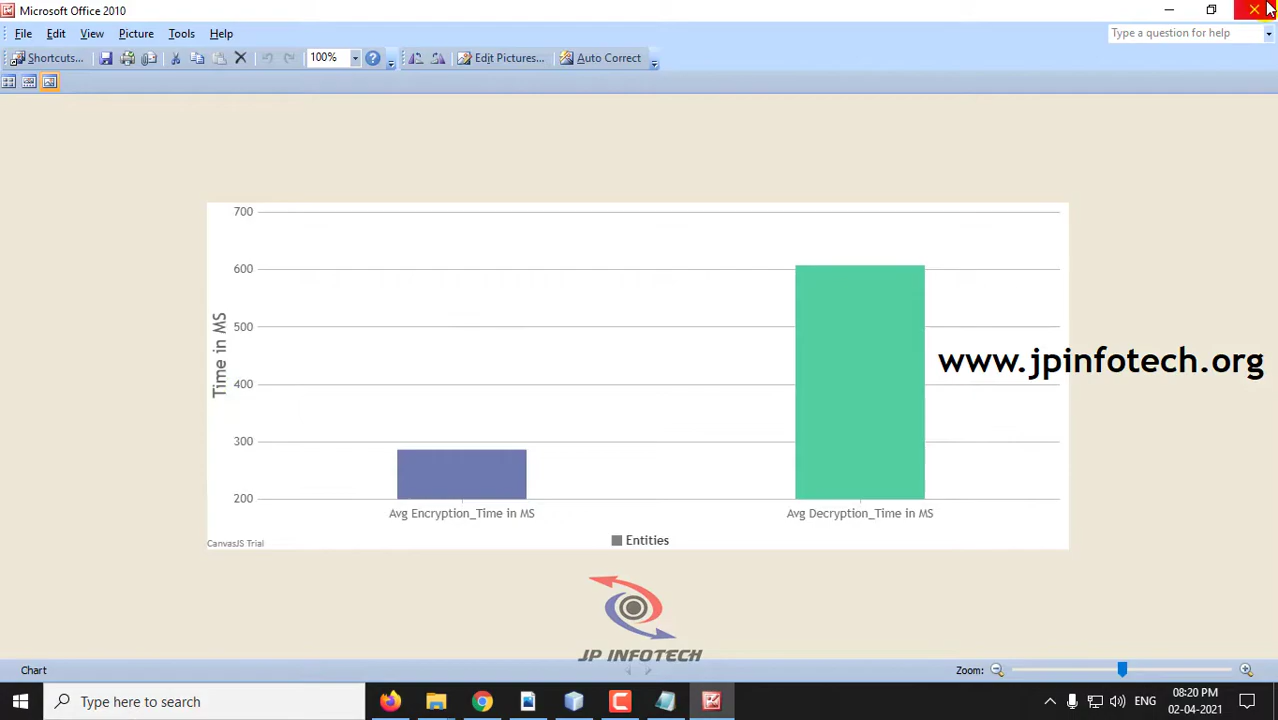 Microsoft Office 2010
File Edit View Picture Tools Help
Type a question for help
Shortcuts... 100% Edit Pictures... Auto Correct
700
600
500
400
300
200
Time in MS
www.jpinfotech.org
Avg Encryption_Time in MS Avg Decryption_Time in MS
Entities
CanvasJS Trial
JP INFOTECH
Chart Zoom:
Type here to search
ENG
08:20 PM
02-04-2021